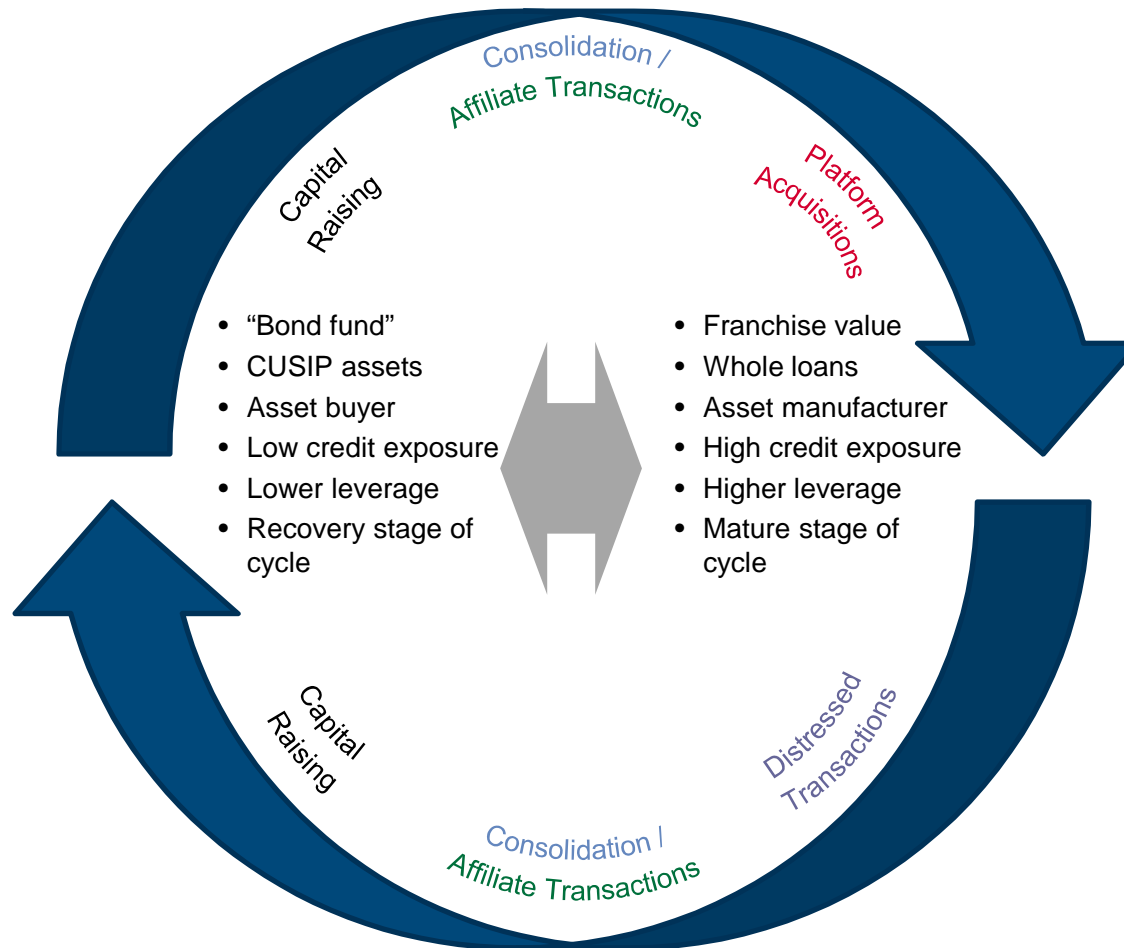 Consolidation /
Affiliate Transactions
Capital
Raising
Platform
Acquisitions
• “Bond fund”
• CUSIP assets
• Asset buyer
• Low credit exposure
• Lower leverage
• Recovery stage of
cycle
• Franchise value
• Whole loans
• Asset manufacturer
• High credit exposure
• Higher leverage
• Mature stage of
cycle
Capital
Raising
Distressed
Transactions
Consolidation /
Affiliate Transactions